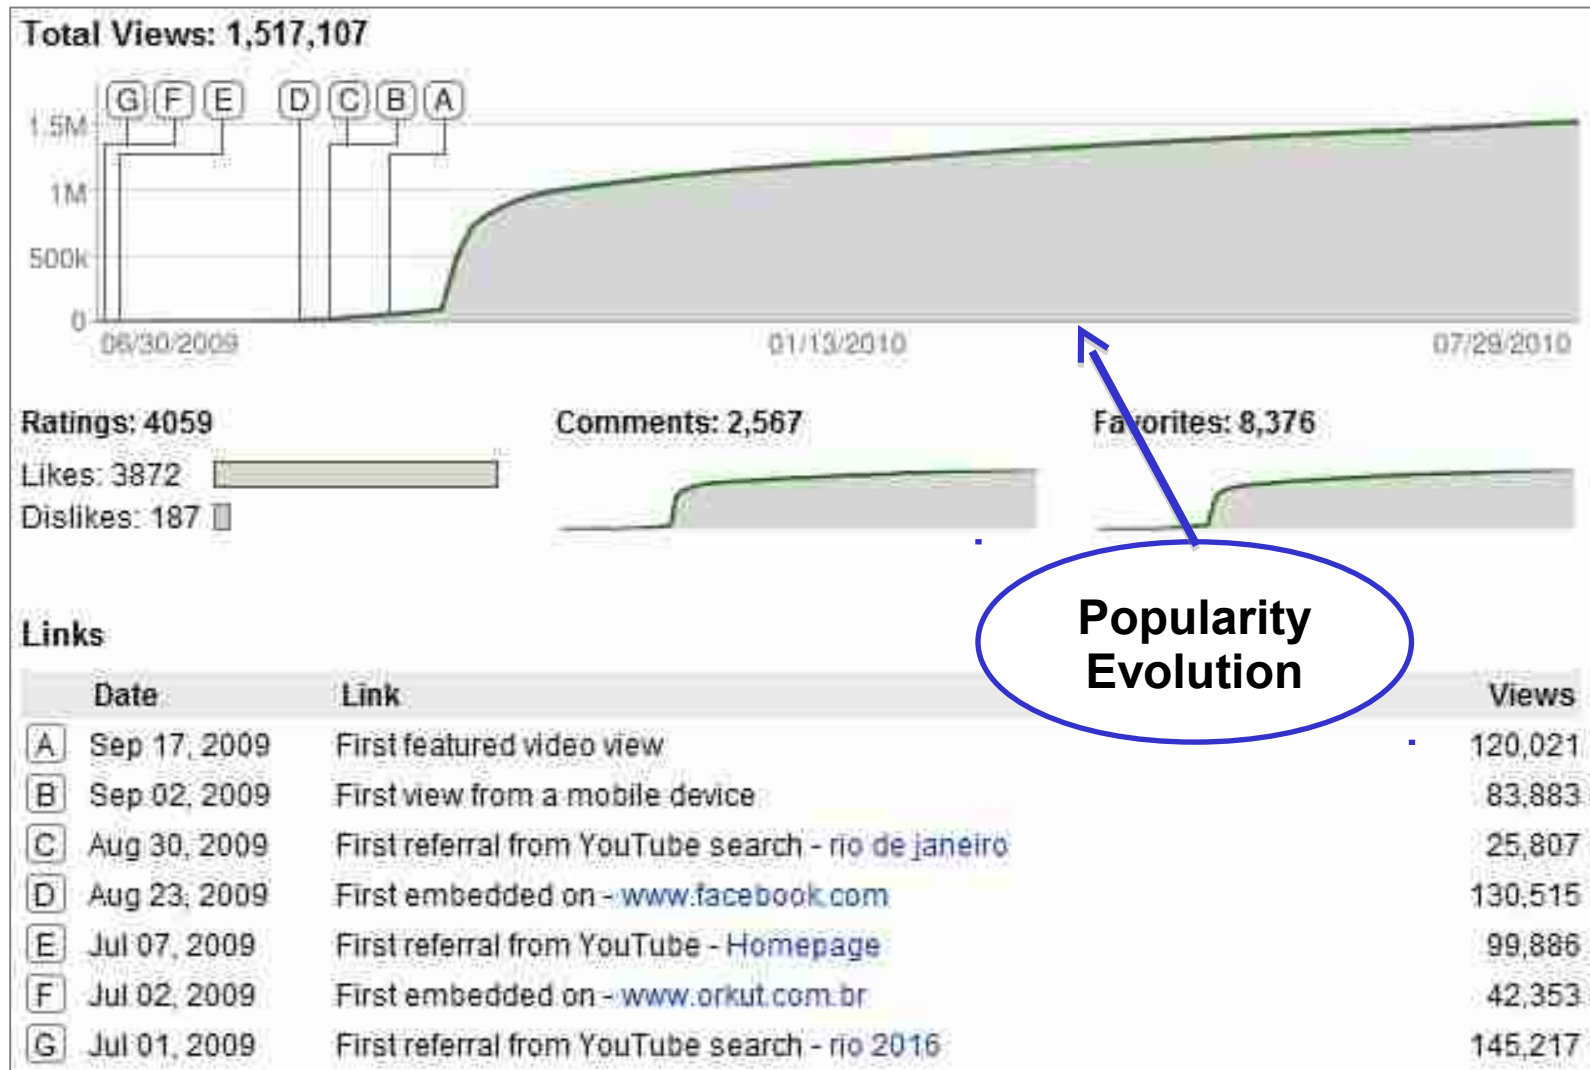 Total Views: 1,517,107
G F E D C B A
1.5M
1M
500k
0
06/30/2009 01/13/2010 07/29/2010
Ratings: 4059 Comments: 2,567 Favorites: 8,376
Likes: 3872
Dislikes: 187
Popularity
Evolution
Links
Date Link Views
A Sep 17, 2009 First featured video view 120,021
B Sep 02, 2009 First view from a mobile device 83,883
C Aug 30, 2009 First referral from YouTube search - rio de janeiro 25,807
D Aug 23, 2009 First embedded on - www.facebook.com 130,515
E Jul 07, 2009 First referral from YouTube - Homepage 99,886
F Jul 02, 2009 First embedded on - www.orkut.com.br 42,353
G Jul 01, 2009 First referral from YouTube search - rio 2016 145,217